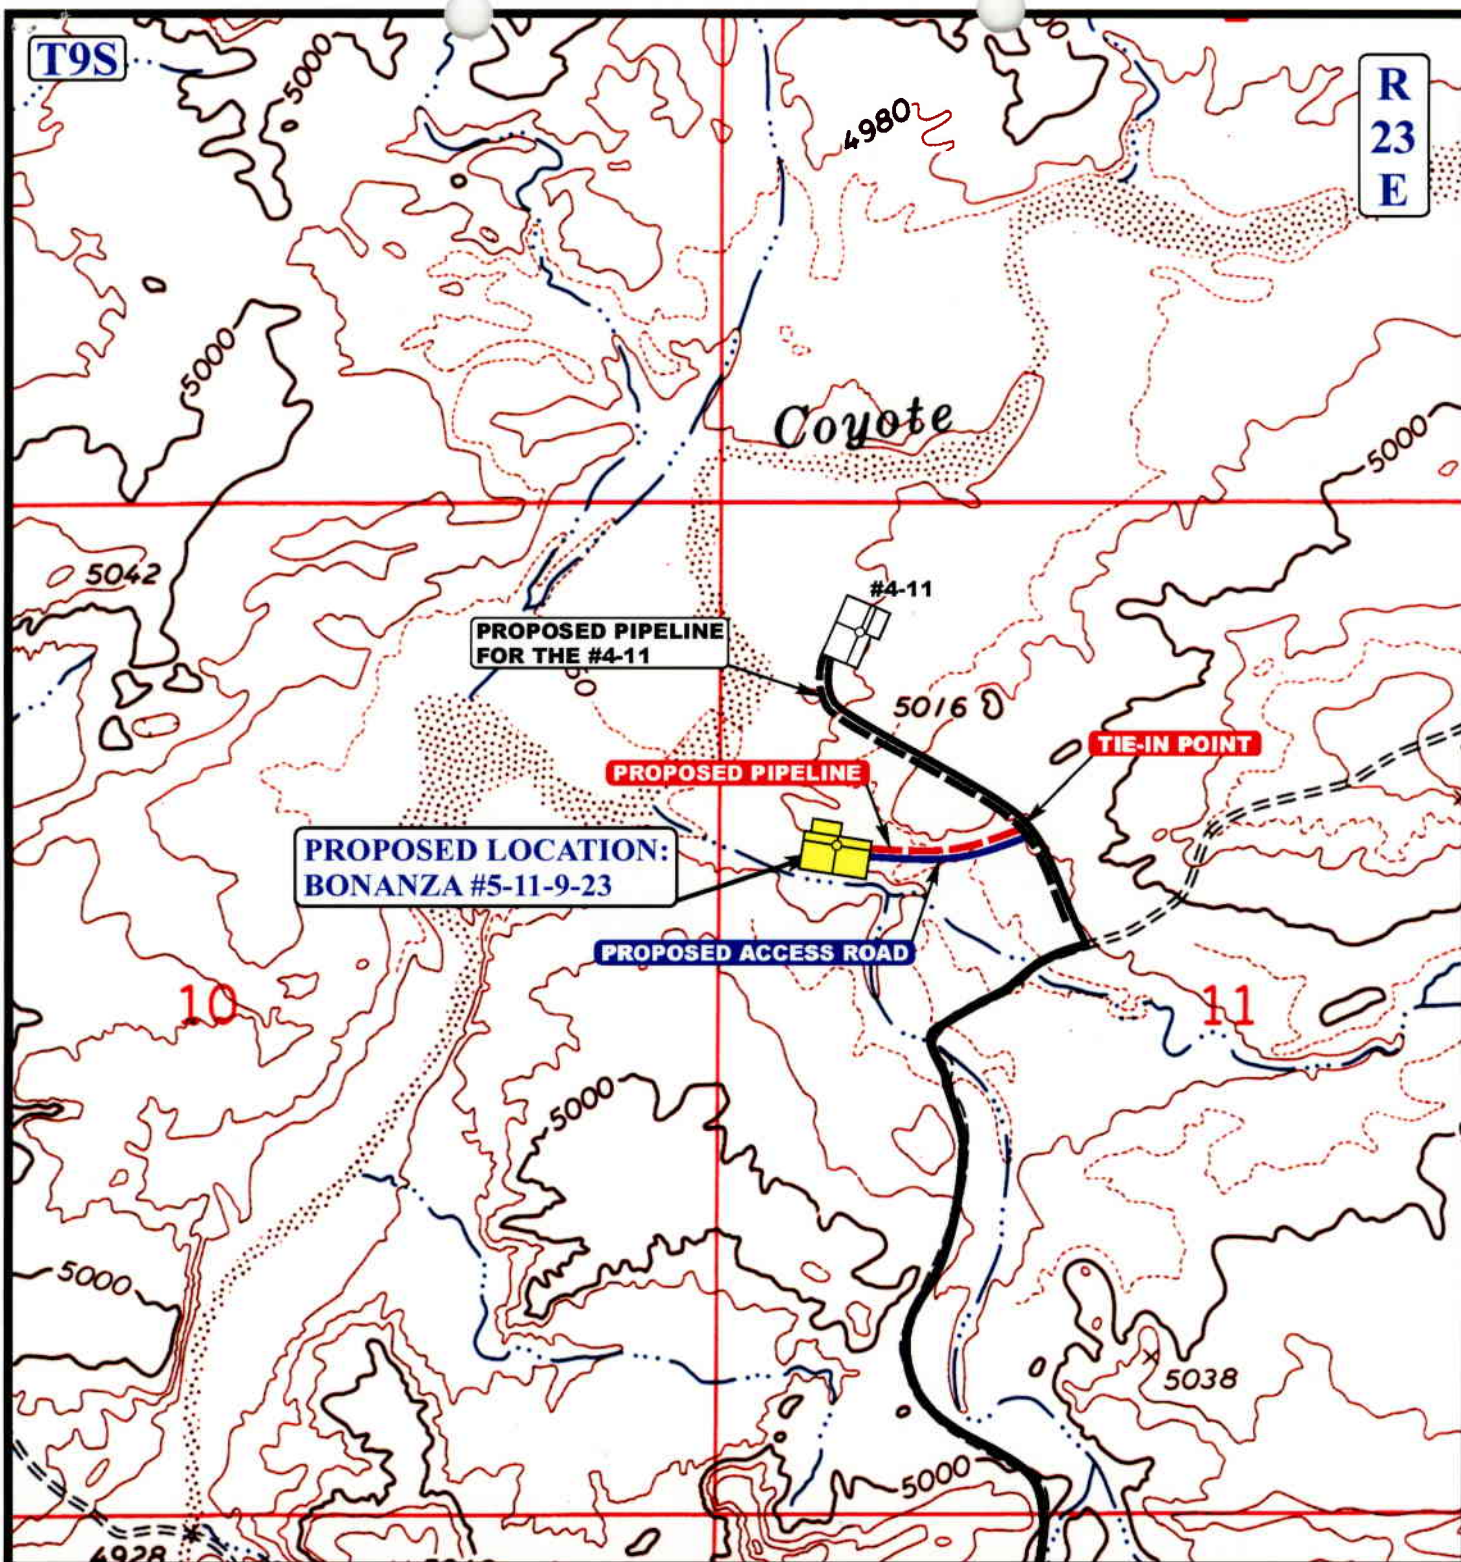 T9S
R
23
E
5000
4980
5000
Coyote
5000
5042
#4-11
PROPOSED PIPELINE
FOR THE #4-11
5016
TIE-IN POINT
PROPOSED PIPELINE
PROPOSED LOCATION:
BONANZA #5-11-9-23
PROPOSED ACCESS ROAD
10
11
5000
5000
5038
5000
4928